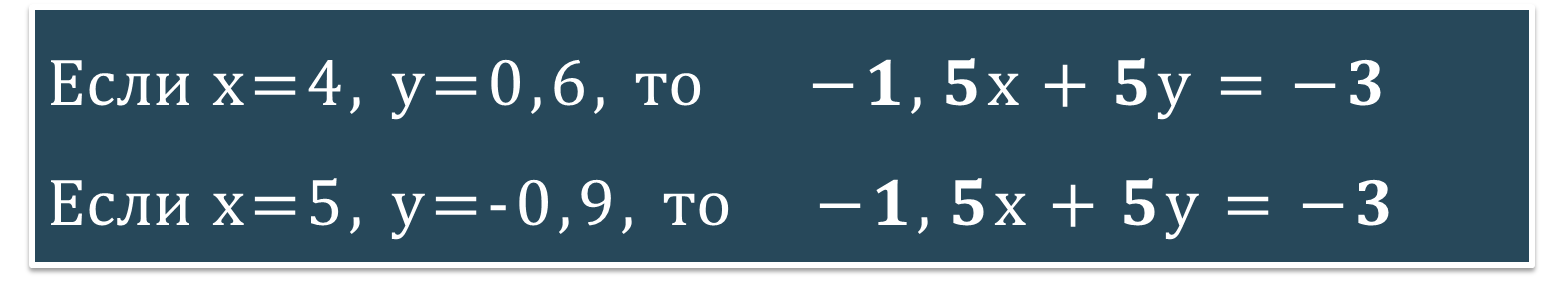 Если x=4, y=0,6, то −1,5x + 5y = −3
Если x=5, y=-0,9, то −1,5x + 5y = −3